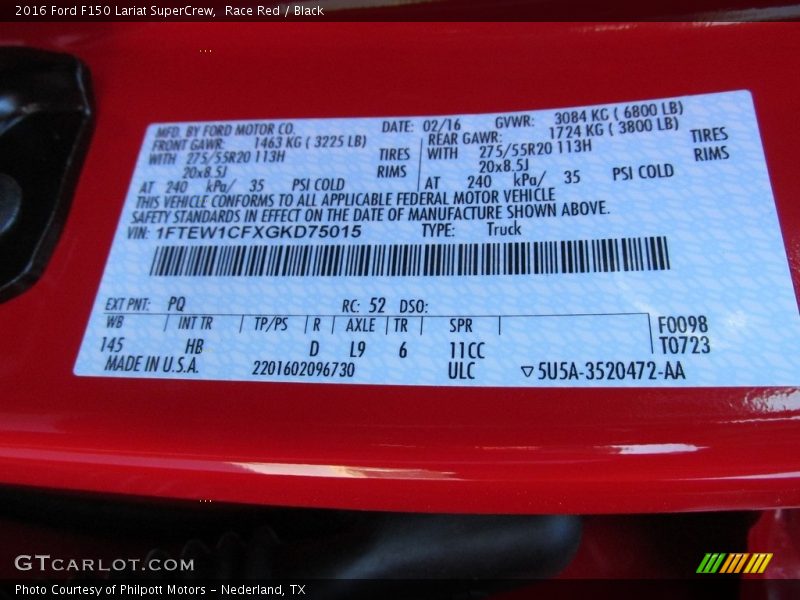 2016 Ford F150 Lariat SuperCrew,  Race Red / Black
MFD. BY FORD MOTOR CO.
DATE: 02/16
GVWR: 3084 KG ( 6800 LB)
FRONT GAWR: 1463 KG ( 3225 LB)
REAR GAWR: 1724 KG ( 3800 LB)
WITH 275/55R20 113H TIRES
WITH 275/55R20 113H TIRES
20x8.5J RIMS
20x8.5J RIMS
AT 240 kPa/ 35 PSI COLD
AT 240 kPa/ 35 PSI COLD
THIS VEHICLE CONFORMS TO ALL APPLICABLE FEDERAL MOTOR VEHICLE
SAFETY STANDARDS IN EFFECT ON THE DATE OF MANUFACTURE SHOWN ABOVE.
VIN: 1FTEW1CFXGKD75015 TYPE: Truck
EXT PNT: PQ RC: 52 DSO:
WB INT TR TP/PS R AXLE TR SPR F0098
145 HB D L9 6 11CC T0723
MADE IN U.S.A. 2201602096730 ULC ▽5U5A-3520472-AA
GTCARLOT.COM
Photo Courtesy of Philpott Motors - Nederland, TX